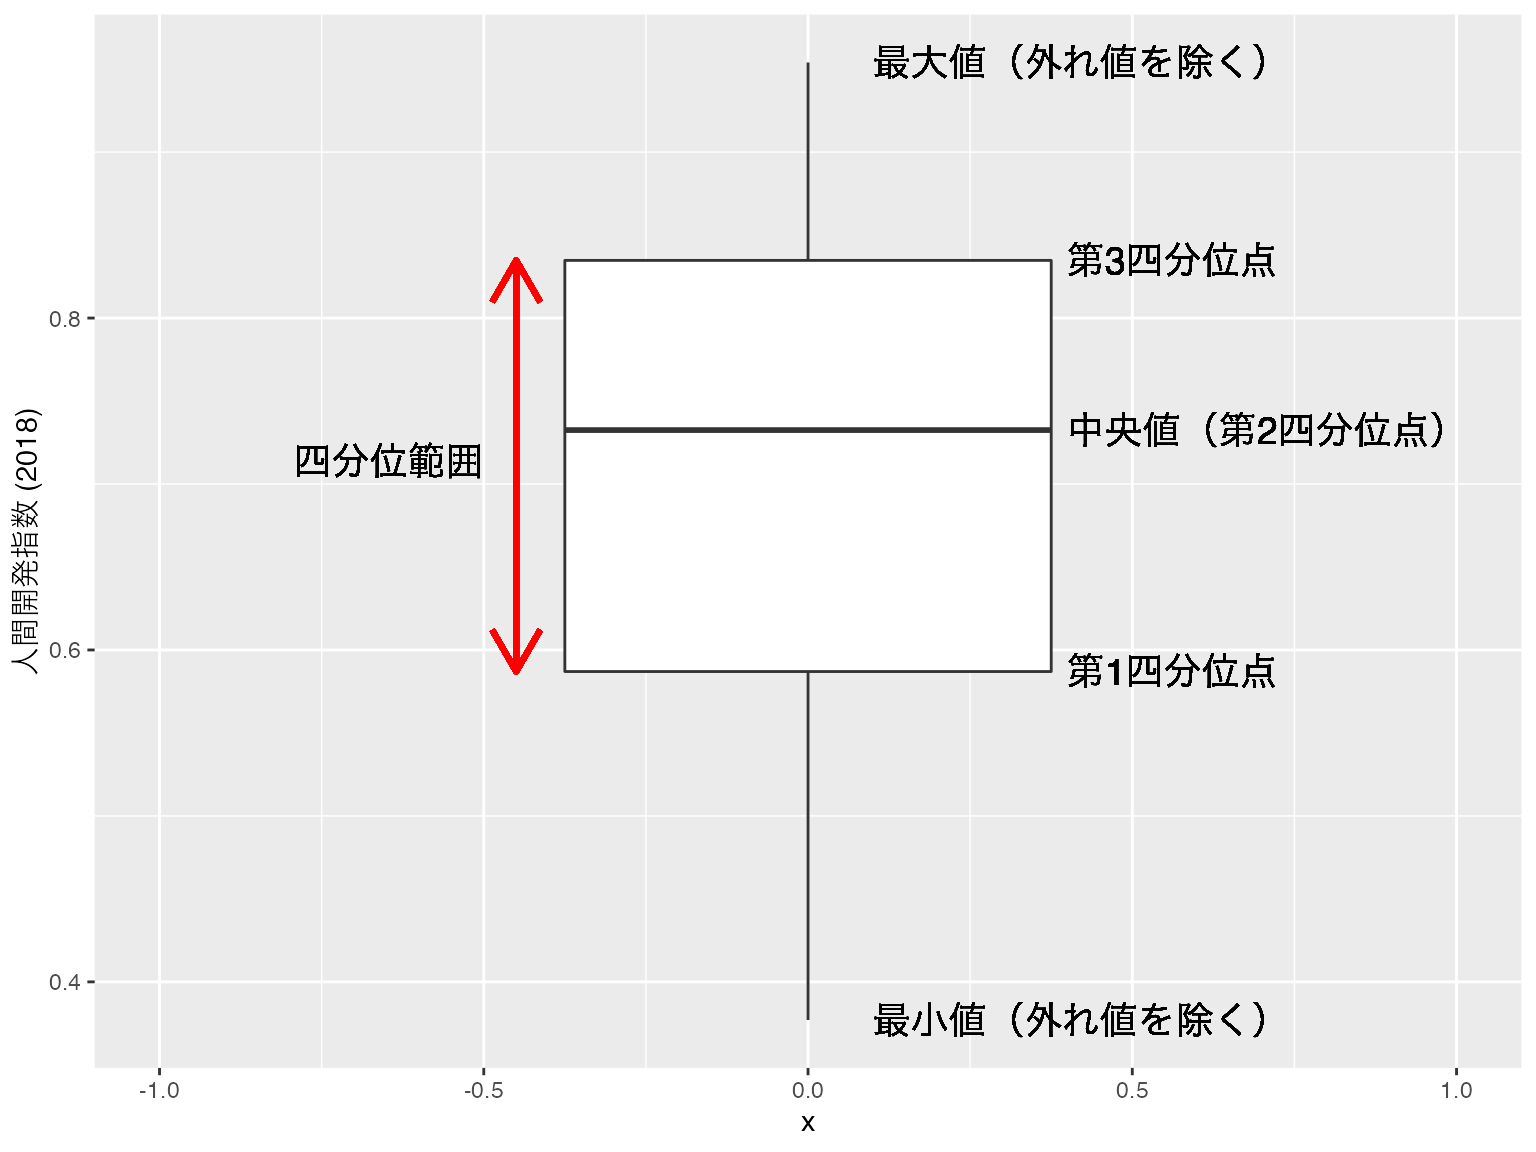 最大値（外れ値を除く）
第3四分位点
0.8
中央値（第2四分位点）
四分位範囲
人間開発指数 (2018)
0.6
第1四分位点
0.4
最小値（外れ値を除く）
-1.0 -0.5 0.0 0.5 1.0
x